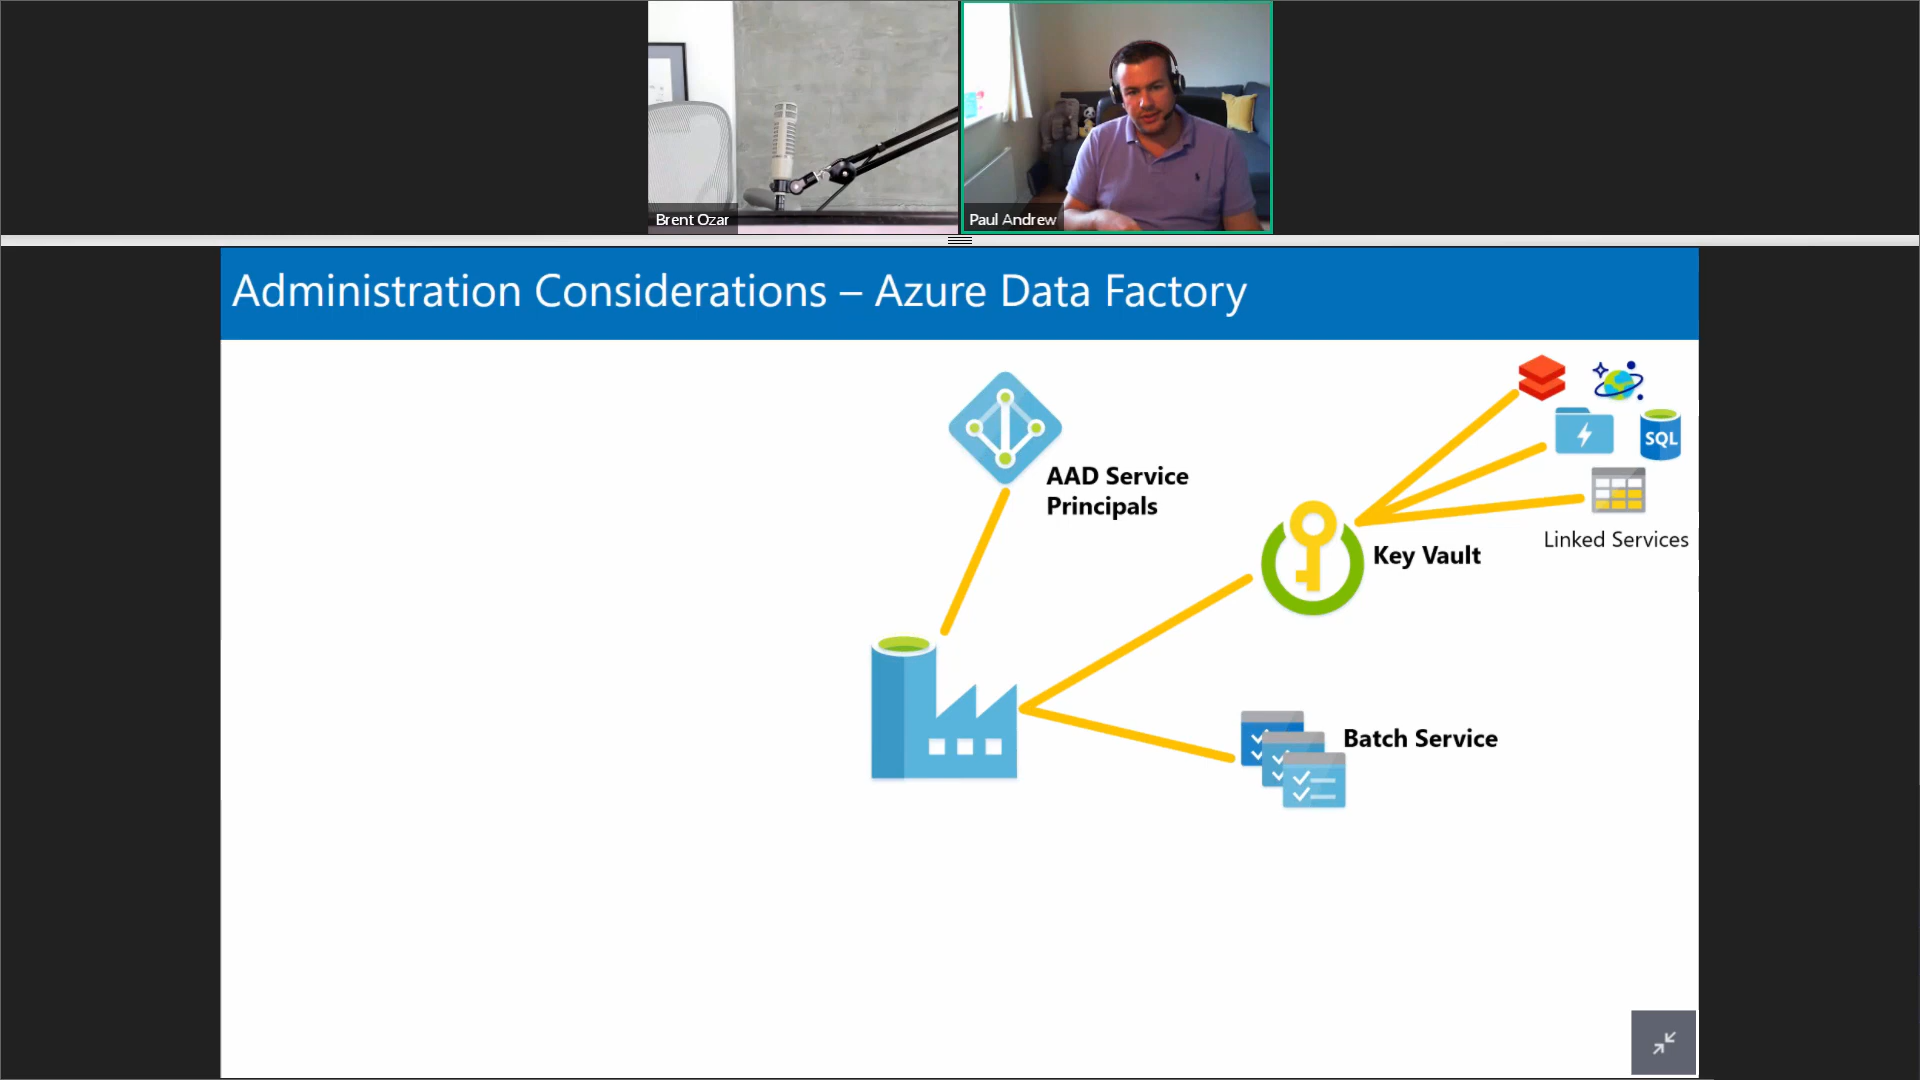 Brent Ozar
Paul Andrew
Administration Considerations – Azure Data Factory
AAD Service
Principals
SQL
Linked Services
Key Vault
Batch Service